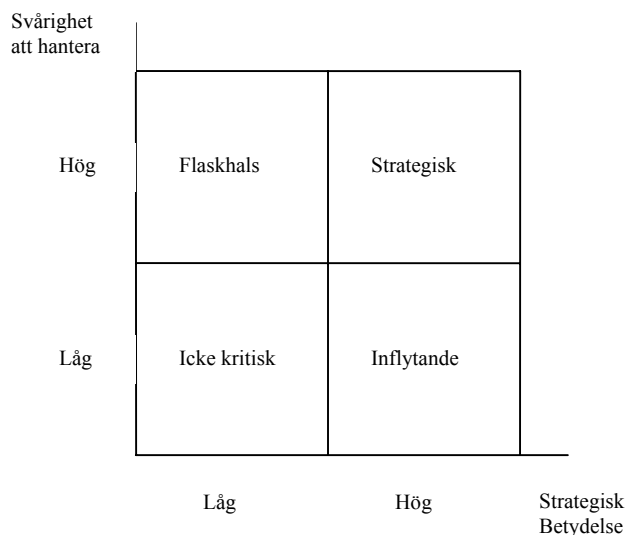 Svårighet
att hantera
Hög Flaskhals Strategisk
Låg Icke kritisk Inflytande
Låg Hög Strategisk
Betydelse